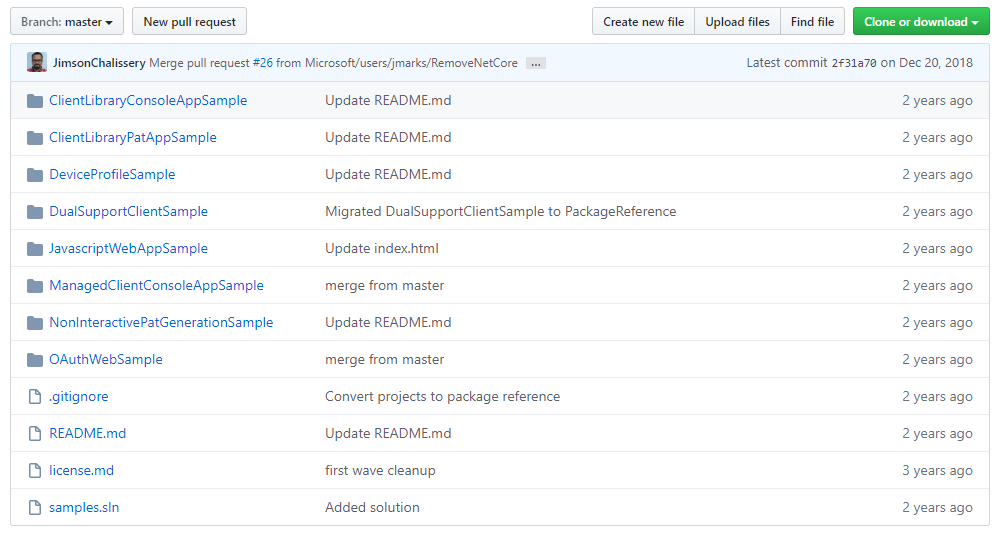 Branch: master New pull request Create new file Upload files Find file Clone or download
JimsonChalissery Merge pull request #26 from Microsoft/users/jmarks/RemoveNetCore ... Latest commit 2f31a70 on Dec 20, 2018
ClientLibraryConsoleAppSample Update README.md 2 years ago
ClientLibraryPatAppSample Update README.md 2 years ago
DeviceProfileSample Update README.md 2 years ago
DualSupportClientSample Migrated DualSupportClientSample to PackageReference 2 years ago
JavascriptWebAppSample Update index.html 2 years ago
ManagedClientConsoleAppSample merge from master 2 years ago
NonInteractivePatGenerationSample Update README.md 2 years ago
OAuthWebSample merge from master 2 years ago
.gitignore Convert projects to package reference 2 years ago
README.md Update README.md 2 years ago
license.md first wave cleanup 3 years ago
samples.sln Added solution 2 years ago